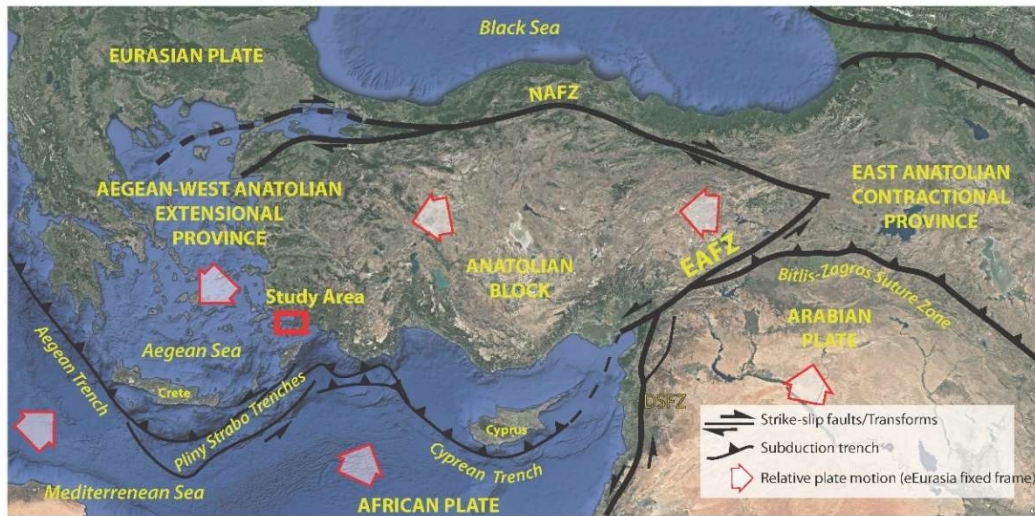 Black Sea
EURASIAN PLATE
NAFZ
AEGEAN-WEST ANATOLIAN
EXTENSIONAL
PROVINCE
EAST ANATOLIAN
CONTRACTIONAL
PROVINCE
EAFZ
ANATOLIAN
BLOCK
Bitlis-Zagros Suture Zone
Study Area
ARABIAN
PLATE
Aegean Sea
Aegean Trench
Crete
Pliny Strabo Trenches
DSFZ
Cyprus
Cyprean Trench
Mediterrenean Sea
AFRICAN PLATE
Strike-slip faults/Transforms
Subduction trench
Relative plate motion (eEurasia fixed frame)